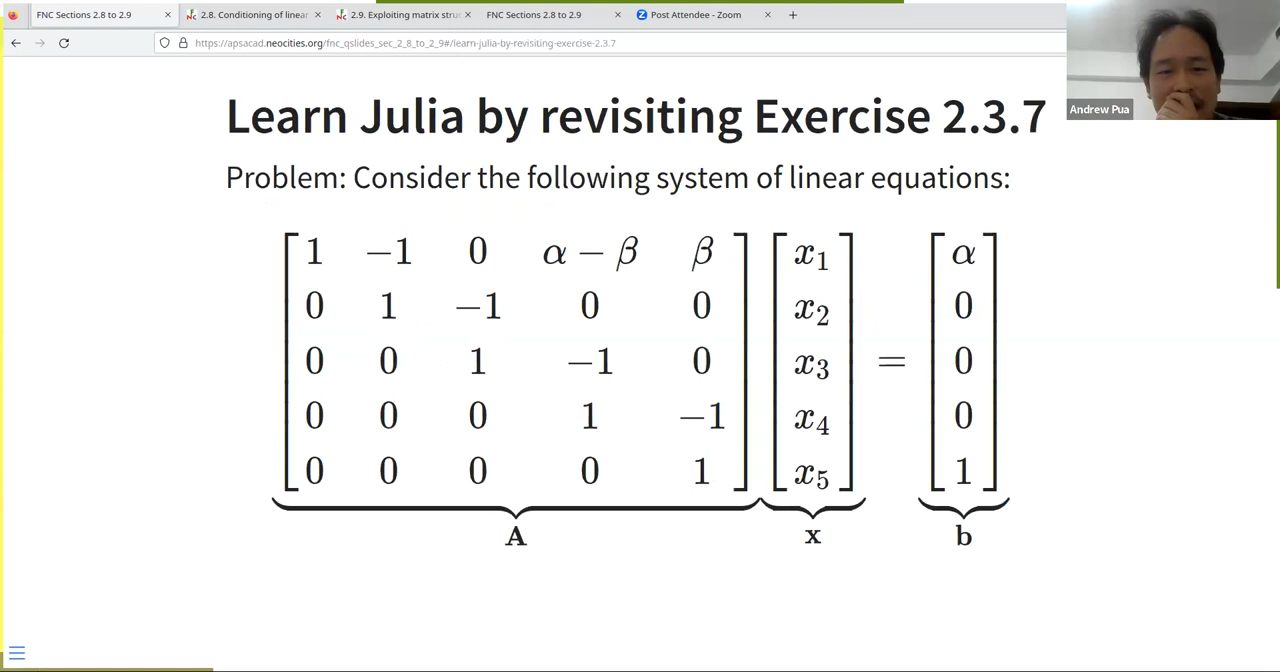 FNC Sections 2.8 to 2.9 × 2.8. Conditioning of linear × 2.9. Exploiting matrix struc × FNC Sections 2.8 to 2.9 × Post Attendee - Zoom × +
https://apsacad.neocities.org/fnc_qslides_sec_2_8_to_2_9#/learn-julia-by-revisiting-exercise-2.3.7
Andrew Pua
Learn Julia by revisiting Exercise 2.3.7
Problem: Consider the following system of linear equations:
1 −1 0 α − β β x1 α
0 1 −1 0 0 x2 0
0 0 1 −1 0 x3 = 0
0 0 0 1 −1 x4 0
0 0 0 0 1 x5 1
A x b